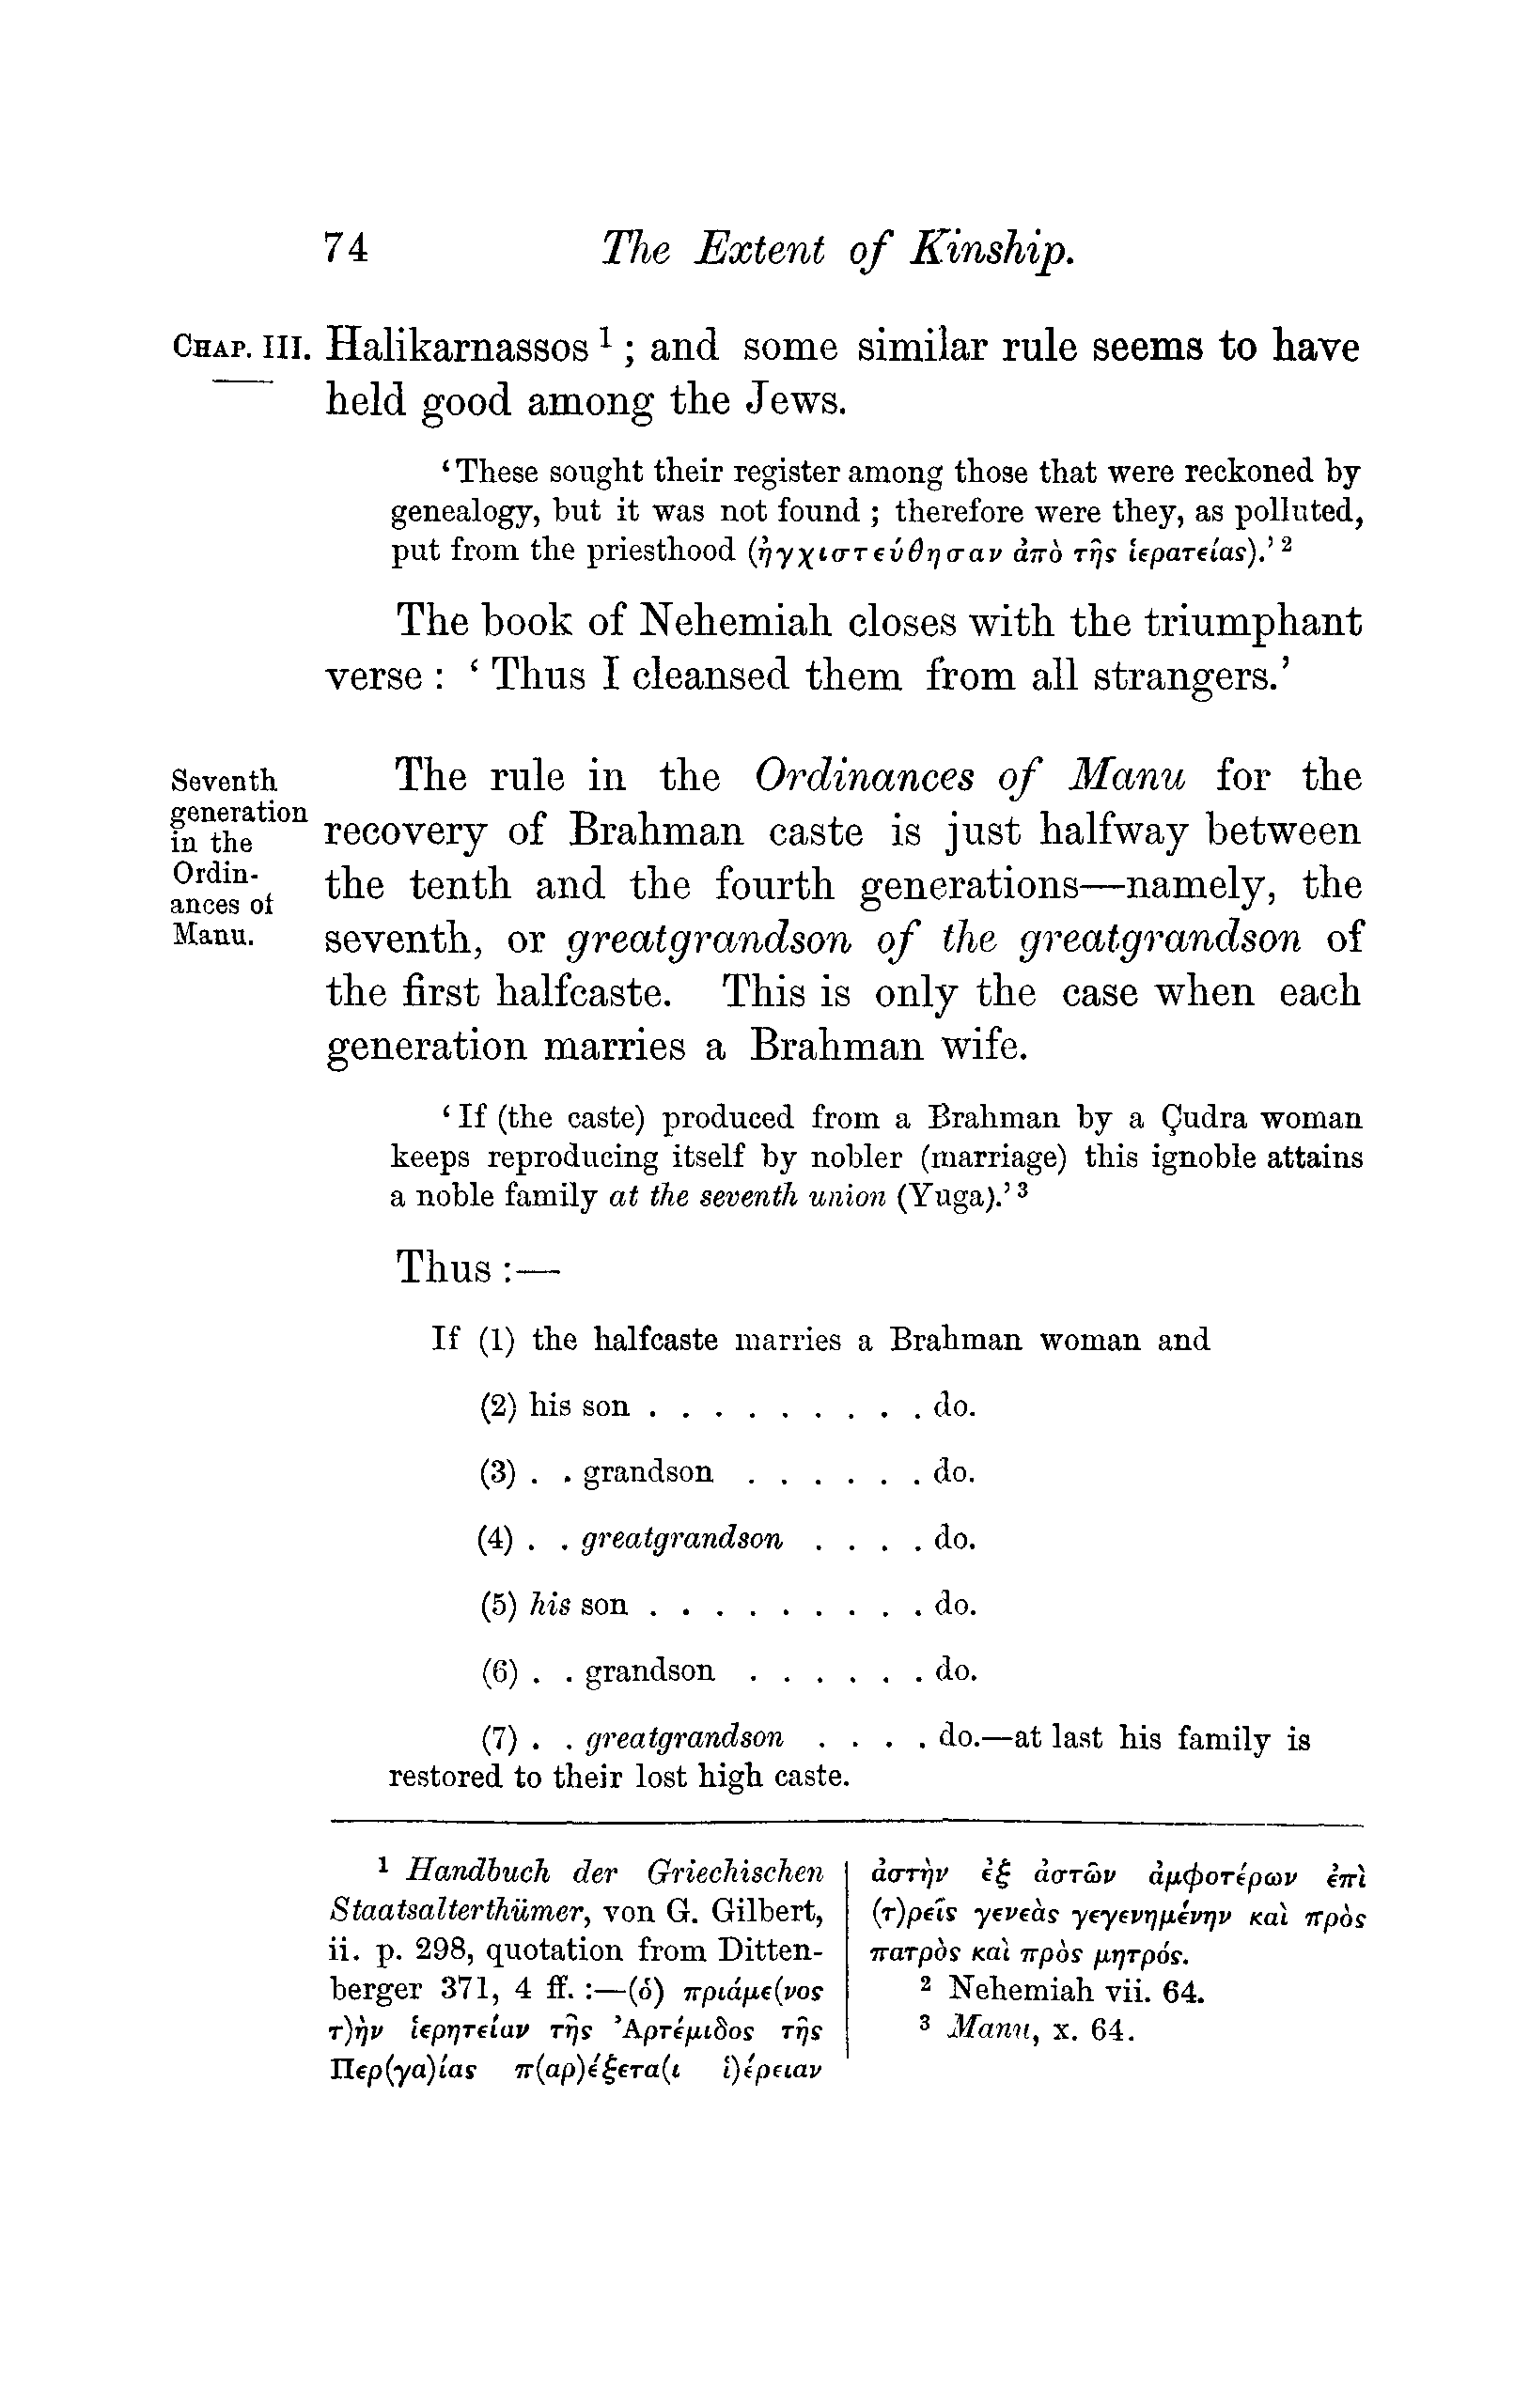 74 The Extent of Kinship.
CHAP. III. Halikarnassos ¹ ; and some similar rule seems to have
held good among the Jews.
‘ These sought their register among those that were reckoned by
genealogy, but it was not found ; therefore were they, as polluted,
put from the priesthood (ἠγχιστεύθησαν ἀπὸ τῆς ἱερατείας).’ ²
The book of Nehemiah closes with the triumphant
verse : ‘ Thus I cleansed them from all strangers.’
Seventh
generation
in the
Ordin-
ances of
Manu.
The rule in the Ordinances of Manu for the
recovery of Brahman caste is just halfway between
the tenth and the fourth generations—namely, the
seventh, or greatgrandson of the greatgrandson of
the first halfcaste. This is only the case when each
generation marries a Brahman wife.
‘ If (the caste) produced from a Brahman by a Çudra woman
keeps reproducing itself by nobler (marriage) this ignoble attains
a noble family at the seventh union (Yuga).’ ³
Thus :—
If (1) the halfcaste marries a Brahman woman and
(2) his son . . . . . . . . . do.
(3) . . grandson . . . . . . do.
(4) . . greatgrandson . . . . do.
(5) his son . . . . . . . . . do.
(6) . . grandson . . . . . . do.
(7) . . greatgrandson . . . . do.—at last his family is
restored to their lost high caste.
¹ Handbuch der Griechischen
Staatsalterthümer, von G. Gilbert,
ii. p. 298, quotation from Ditten-
berger 371, 4 ff. :—(ὁ) πριάμε(νος
τ)ὴν ἱερητείαν τῆς Ἀρτέμιδος τῆς
Περ(γα)ίας π(αρ)έξετα(ι ἱ)έρειαν
ἀστὴν ἐξ ἀστῶν ἀμφοτέρων ἐπὶ
(τ)ρεῖς γενεὰς γεγενημένην καὶ πρὸς
πατρὸς καὶ πρὸς μητρός.
² Nehemiah vii. 64.
³ Manu, x. 64.